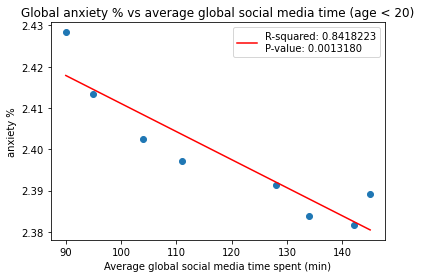 Global anxiety % vs average global social media time (age < 20)
R-squared: 0.8418223
P-value: 0.0013180
2.43
2.42
2.41
2.40
2.39
2.38
anxiety %
90
100
110
120
130
140
Average global social media time spent (min)